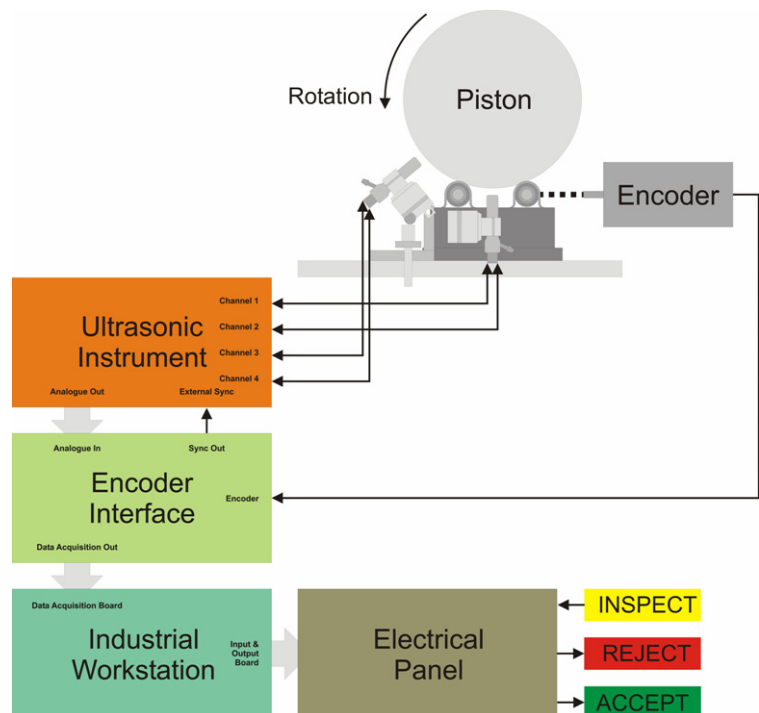 Rotation
Piston
Encoder
Channel 1
Channel 2
Channel 3
Channel 4
Ultrasonic
Instrument
Analogue Out
External Sync
Analogue In
Sync Out
Encoder
Interface
Encoder
Data Acquisition Out
Data Acquisition Board
Industrial
Workstation
Input &
Output
Board
Electrical
Panel
INSPECT
REJECT
ACCEPT